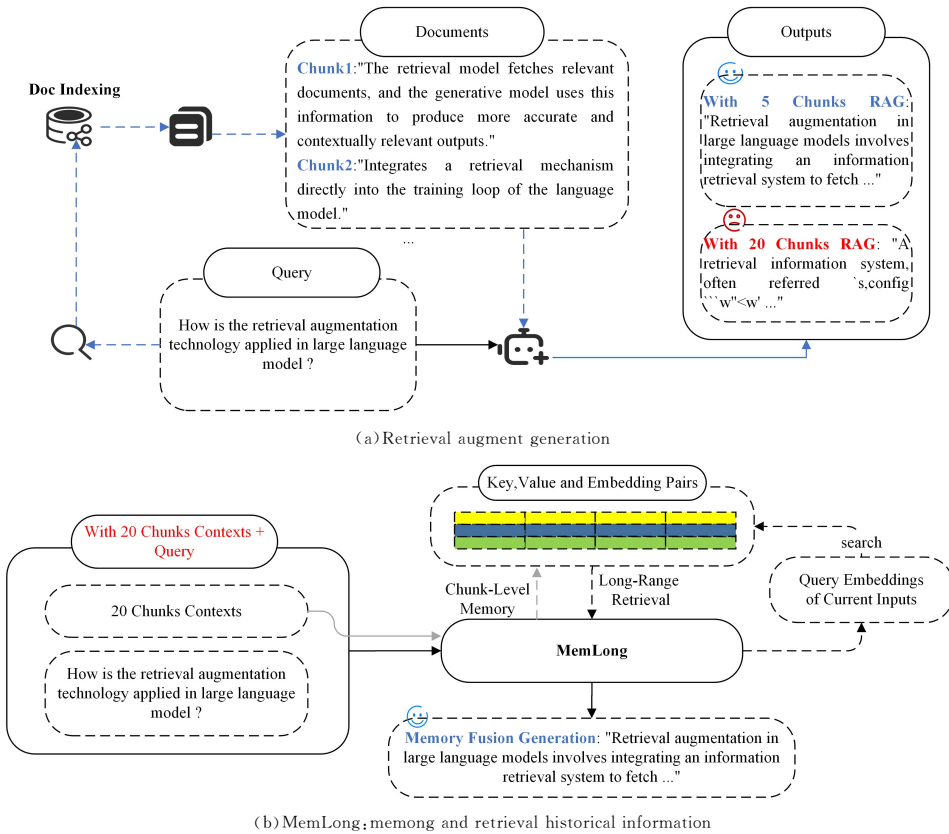 Documents
Chunk1:"The retrieval model fetches relevant
documents, and the generative model uses this
information to produce more accurate and
contextually relevant outputs."
Chunk2:"Integrates a retrieval mechanism
directly into the training loop of the language
model."
...
Doc Indexing
Query
How is the retrieval augmentation
technology applied in large language
model ?
Outputs
With 5 Chunks RAG:
"Retrieval augmentation in
large language models involves
integrating an information
retrieval system to fetch ..."
With 20 Chunks RAG: "A
retrieval information system,
often referred `s,config
```w"<w' ..."
(a)Retrieval augment generation
Key,Value and Embedding Pairs
With 20 Chunks Contexts +
Query
20 Chunks Contexts
How is the retrieval augmentation
technology applied in large language
model ?
Chunk-Level
Memory
Long-Range
Retrieval
search
Query Embeddings
of Current Inputs
MemLong
Memory Fusion Generation: "Retrieval augmentation in
large language models involves integrating an information
retrieval system to fetch ..."
(b)MemLong:memong and retrieval historical information